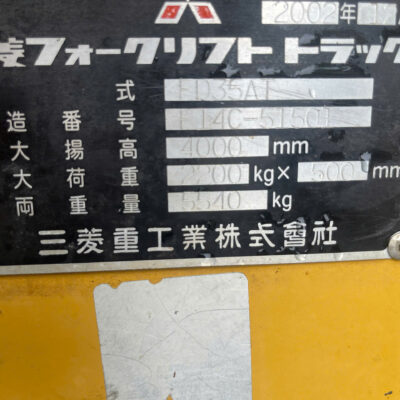 2002年
菱フォークリフト トラック
式 FD35AT
造番号 F14C-51501
大揚高 4000 mm
大荷重 2200 kg× 500 mm
両重量 5540 kg
三菱重工業株式會社